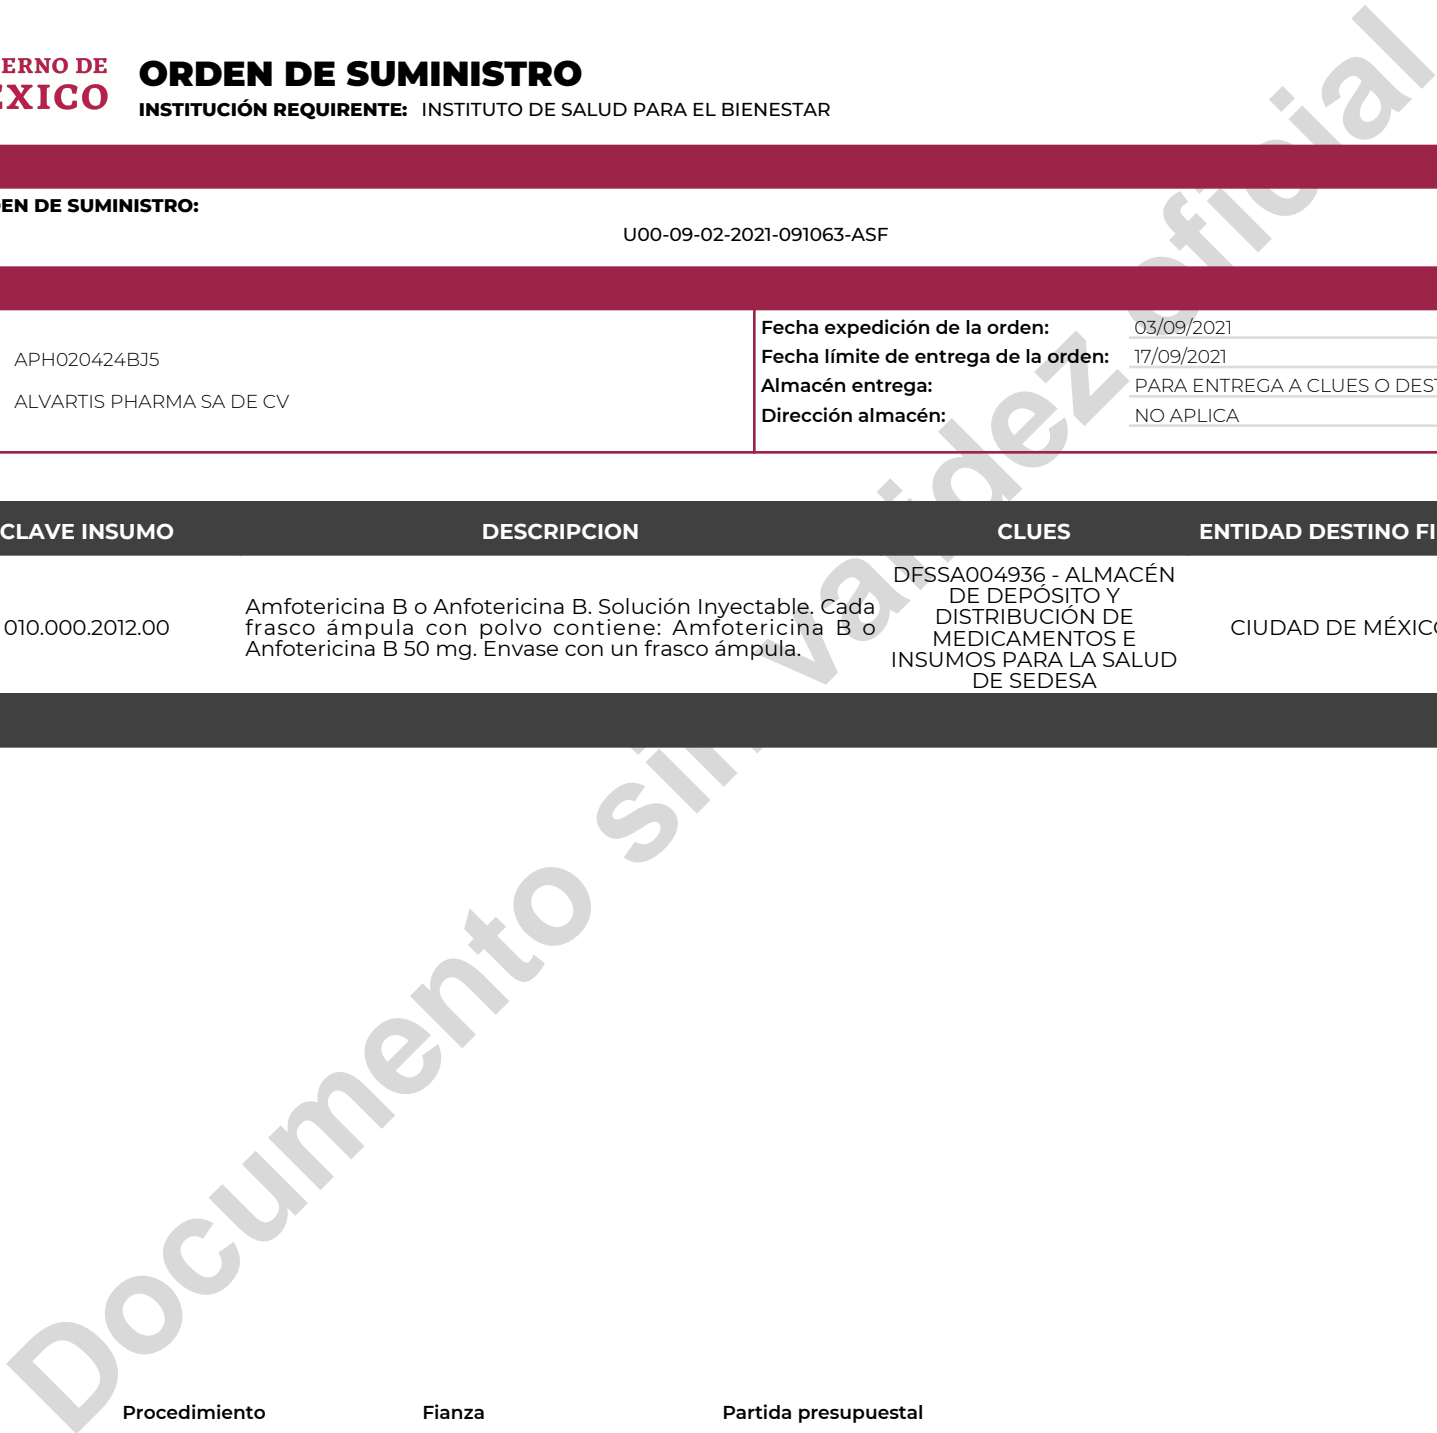 ERNO DE
ÉXICO
ORDEN DE SUMINISTRO
INSTITUCIÓN REQUIRENTE: INSTITUTO DE SALUD PARA EL BIENESTAR
EN DE SUMINISTRO:
U00-09-02-2021-091063-ASF
APH020424BJ5
ALVARTIS PHARMA SA DE CV
Fecha expedición de la orden: 03/09/2021
Fecha límite de entrega de la orden: 17/09/2021
Almacén entrega: PARA ENTREGA A CLUES O DEST
Dirección almacén: NO APLICA
CLAVE INSUMO DESCRIPCION CLUES ENTIDAD DESTINO FI
010.000.2012.00
Amfotericina B o Anfotericina B. Solución Inyectable. Cada
frasco ámpula con polvo contiene: Amfotericina B o
Anfotericina B 50 mg. Envase con un frasco ámpula.
DFSSA004936 - ALMACÉN
DE DEPÓSITO Y
DISTRIBUCIÓN DE
MEDICAMENTOS E
INSUMOS PARA LA SALUD
DE SEDESA
CIUDAD DE MÉXICO
Documento sin validez oficial
Procedimiento Fianza Partida presupuestal